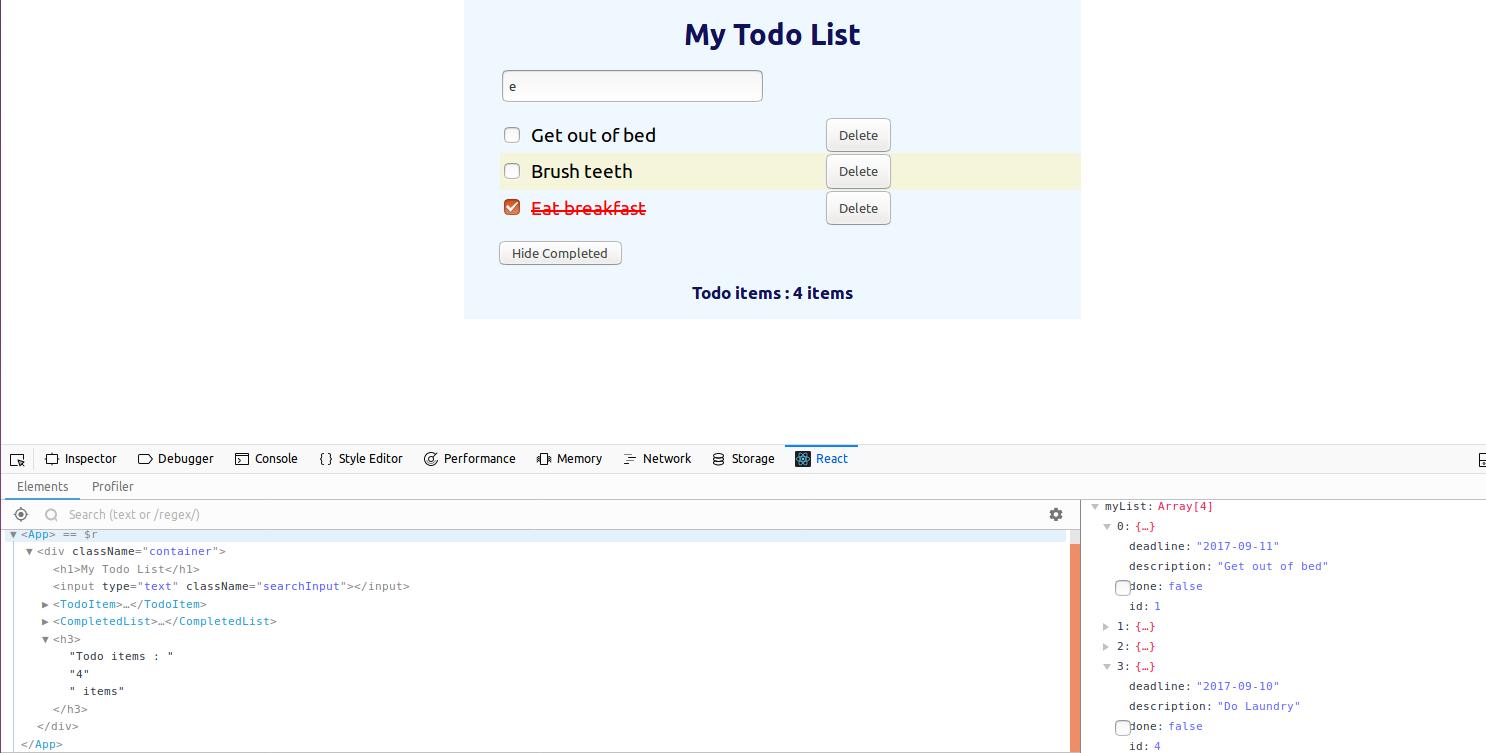 My Todo List
e
Get out of bed Delete
Brush teeth Delete
Eat breakfast Delete
Hide Completed
Todo items : 4 items
Inspector Debugger Console { } Style Editor Performance Memory Network Storage React
Elements Profiler
Search (text or /regex/)
<App> == $r
<div className="container">
<h1>My Todo List</h1>
<input type="text" className="searchInput"></input>
<TodoItem>…</TodoItem>
<CompletedList>…</CompletedList>
<h3>
"Todo items : "
"4"
" items"
</h3>
</div>
</App>
myList: Array[4]
0: {…}
deadline: "2017-09-11"
description: "Get out of bed"
done: false
id: 1
1: {…}
2: {…}
3: {…}
deadline: "2017-09-10"
description: "Do Laundry"
done: false
id: 4